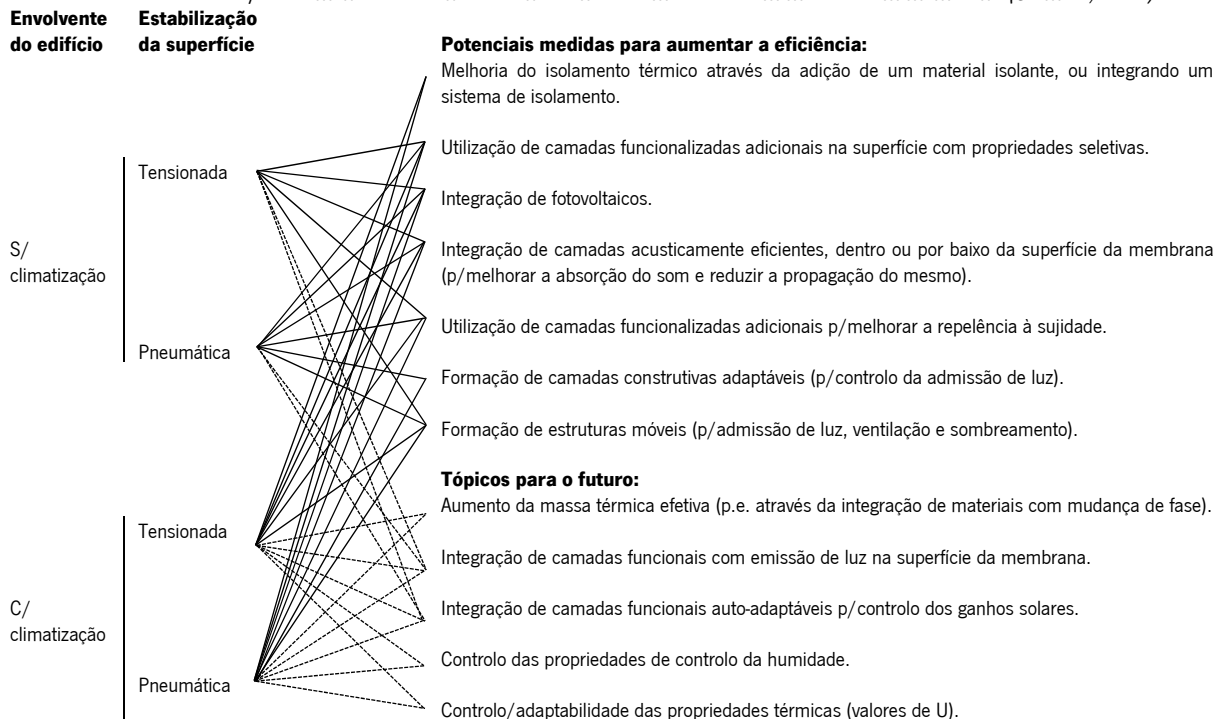 Envolvente
do edifício
Estabilização
da superfície
Potenciais medidas para aumentar a eficiência:
Melhoria do isolamento térmico através da adição de um material isolante, ou integrando um
sistema de isolamento.
Tensionada
Utilização de camadas funcionalizadas adicionais na superfície com propriedades seletivas.
Integração de fotovoltaicos.
S/
climatização
Integração de camadas acusticamente eficientes, dentro ou por baixo da superfície da membrana
(p/melhorar a absorção do som e reduzir a propagação do mesmo).
Utilização de camadas funcionalizadas adicionais p/melhorar a repelência à sujidade.
Pneumática
Formação de camadas construtivas adaptáveis (p/controlo da admissão de luz).
Formação de estruturas móveis (p/admissão de luz, ventilação e sombreamento).
Tópicos para o futuro:
Aumento da massa térmica efetiva (p.e. através da integração de materiais com mudança de fase).
Tensionada
Integração de camadas funcionais com emissão de luz na superfície da membrana.
C/
climatização
Integração de camadas funcionais auto-adaptáveis p/controlo dos ganhos solares.
Controlo das propriedades de controlo da humidade.
Pneumática
Controlo/adaptabilidade das propriedades térmicas (valores de U).